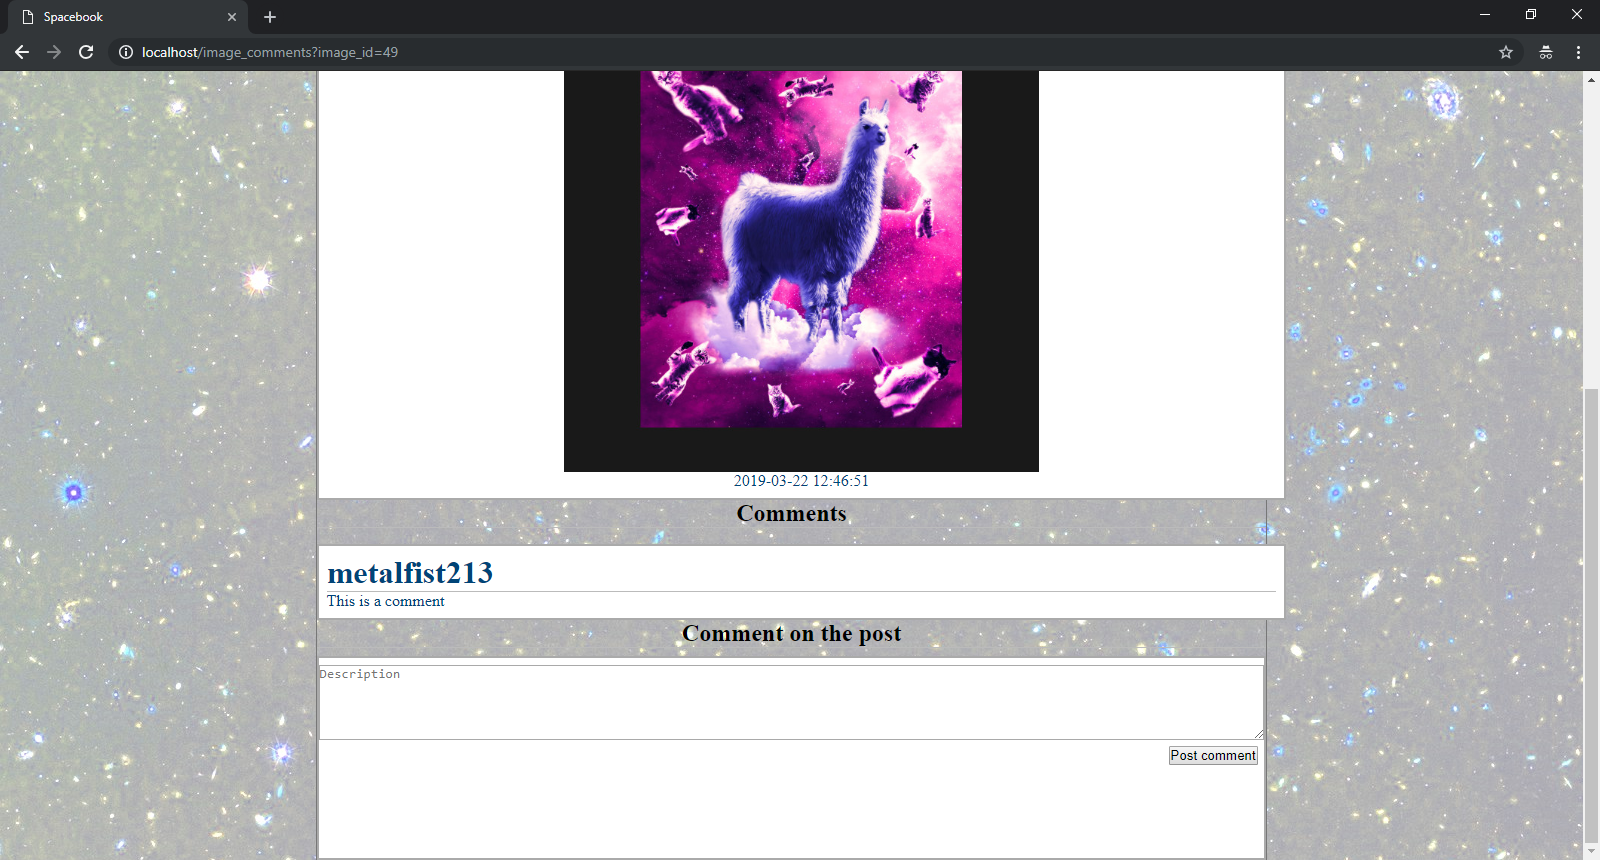 Spacebook
localhost/image_comments?image_id=49
2019-03-22 12:46:51
Comments
metalfist213
This is a comment
Comment on the post
Description
Post comment